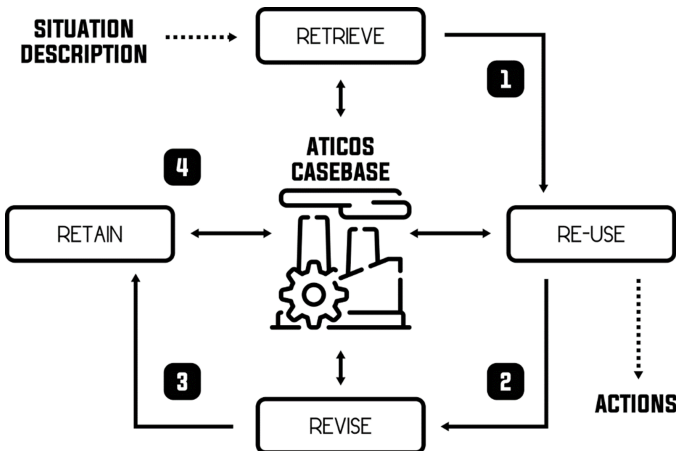 SITUATION
DESCRIPTION
RETRIEVE
1
ATICOS
CASEBASE
4
RETAIN
RE-USE
3
2
ACTIONS
REVISE